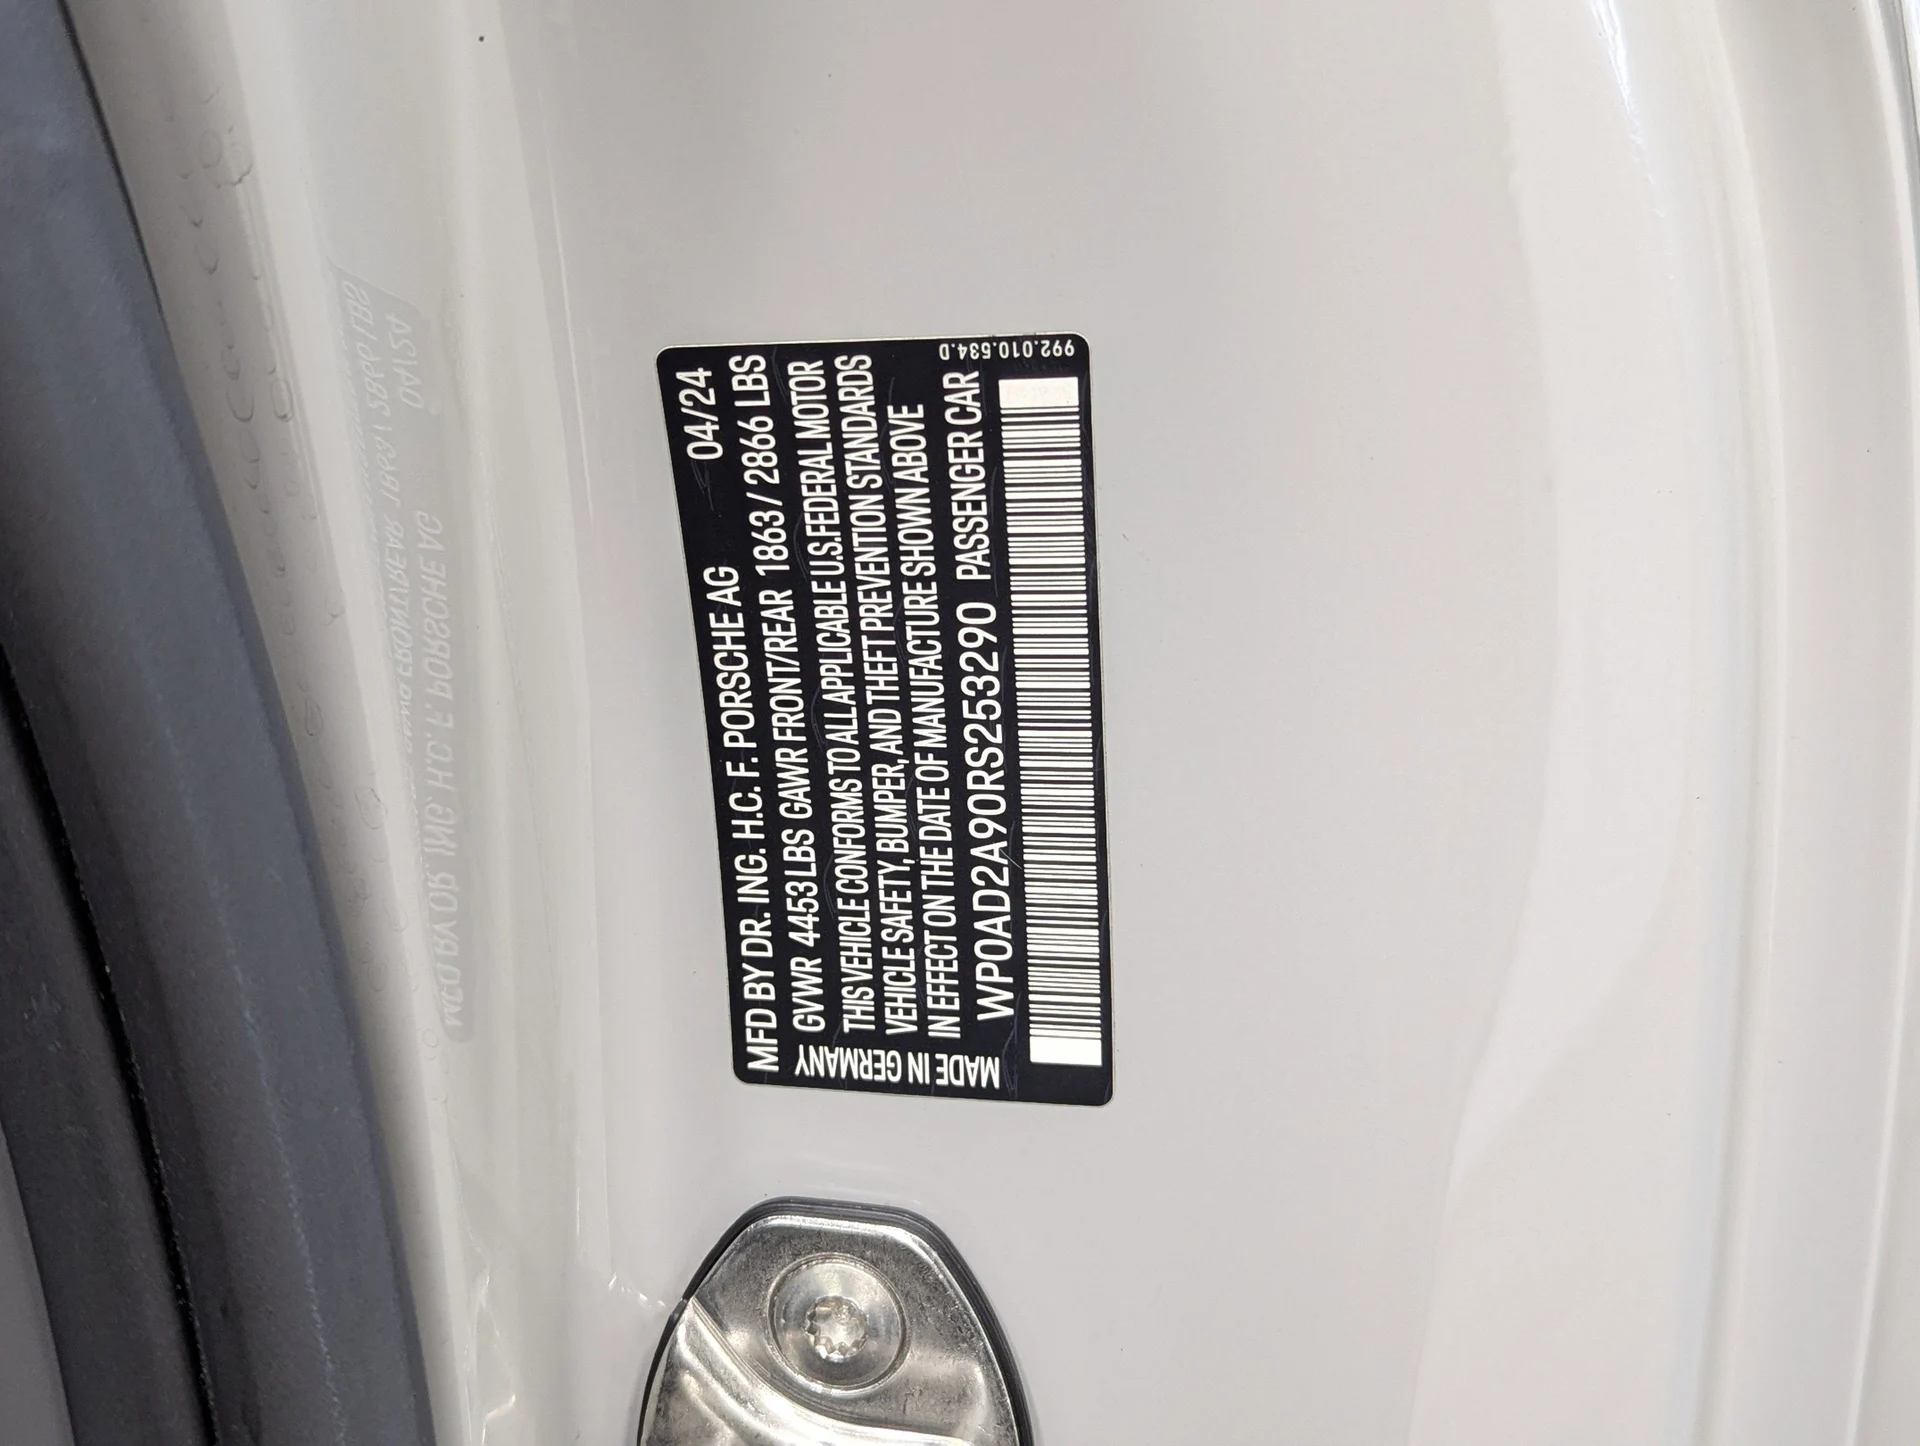 MFD BY DR. ING. H.C. F. PORSCHE AG 04/24
GVWR 4453 LBS GAWR FRONT/REAR 1863 / 2866 LBS
THIS VEHICLE CONFORMS TO ALL APPLICABLE U.S. FEDERAL MOTOR
VEHICLE SAFETY, BUMPER, AND THEFT PREVENTION STANDARDS
IN EFFECT ON THE DATE OF MANUFACTURE SHOWN ABOVE
WP0AD2A90RS253290 PASSENGER CAR
MADE IN GERMANY
992.010.534.D